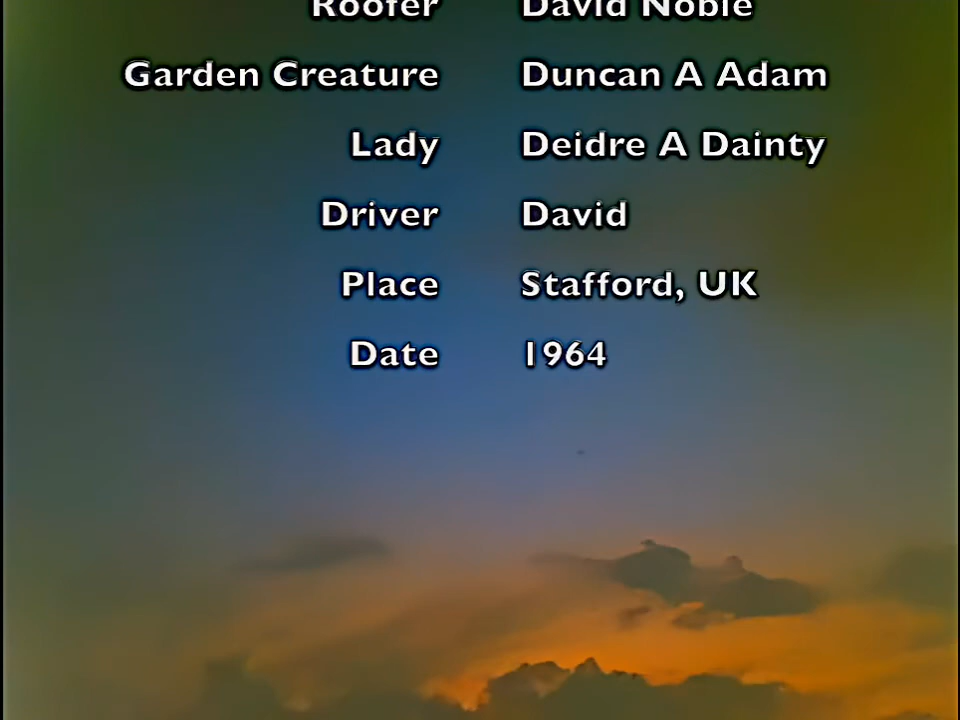 Roofer David Noble
Garden Creature Duncan A Adam
Lady Deidre A Dainty
Driver David
Place Stafford, UK
Date 1964